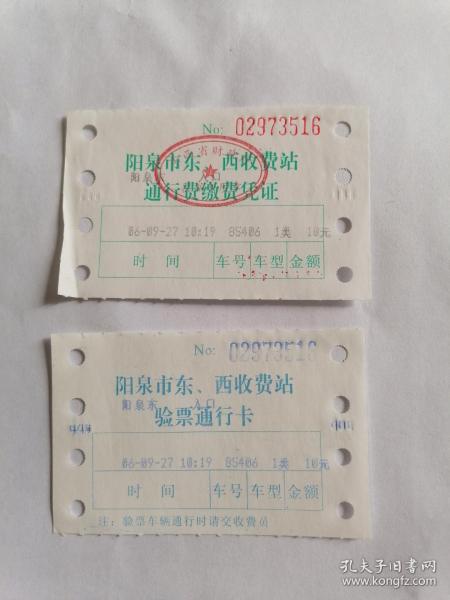 No: 02973516
阳泉市东、西收费站
阳泉东 入口
通行费缴费凭证
06-09-27 10:19 85406 1类 10元
时 间 车号 车型 金额
No: 02973516
阳泉市东、西收费站
阳泉东 入口
验票通行卡
06-09-27 10:19 85406 1类 10元
时 间 车号 车型 金额
注:验票车辆通行时请交收费员
孔夫子旧书网
www.kongfz.com